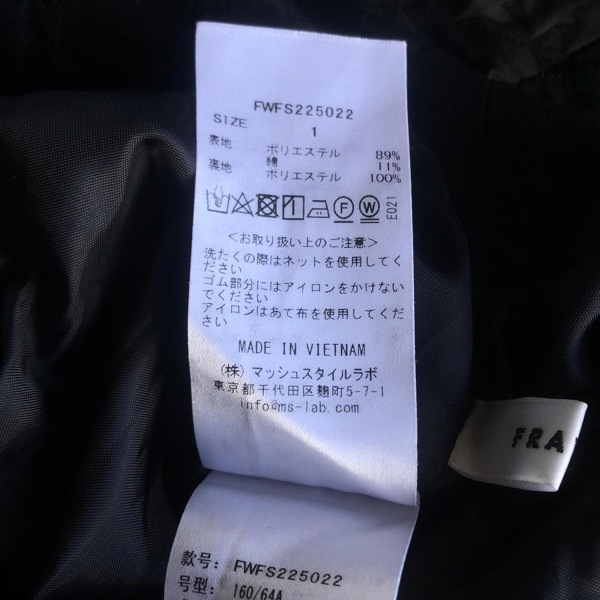 FWFS225022
SIZE 1
表地 ポリエステル 89%
綿 11%
裏地 ポリエステル 100%
E021
<お取り扱い上のご注意>
洗たくの際はネットを使用してく
ださい
ゴム部分にはアイロンをかけない
でください
アイロンはあて布を使用してくだ
さい
MADE IN VIETNAM
(株) マッシュスタイルラボ
東京都千代田区麹町5-7-1
info@ms-lab.com
FRA
款号: FWFS225022
号型: 160/64A